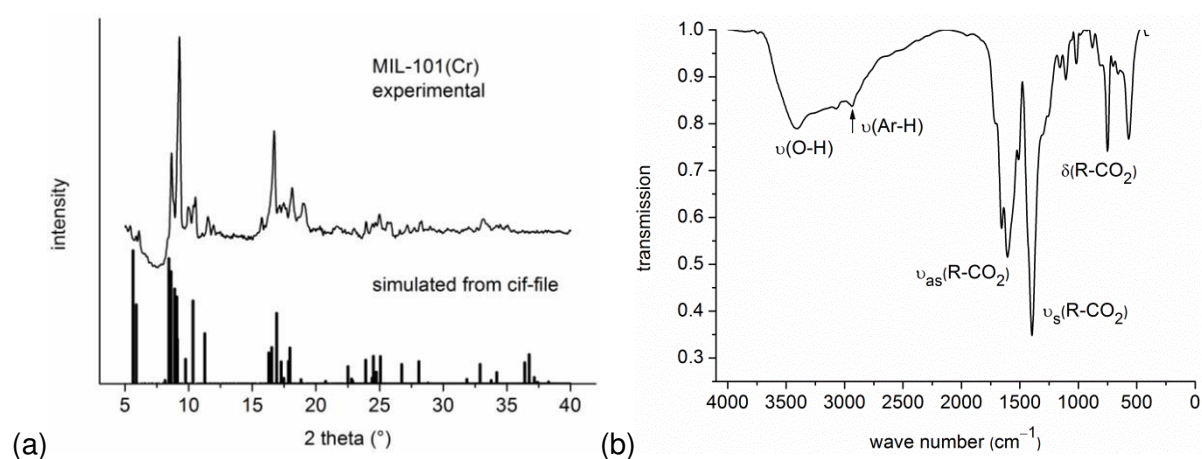 MIL-101(Cr)
experimental
simulated from cif-file
intensity
5 10 15 20 25 30 35 40
2 theta (°)
(a)
1.0
0.9
0.8
0.7
0.6
0.5
0.4
0.3
transmission
υ(O-H)
υ(Ar-H)
δ(R-CO₂)
υas(R-CO₂)
υs(R-CO₂)
4000 3500 3000 2500 2000 1500 1000 500 0
wave number (cm⁻¹)
(b)